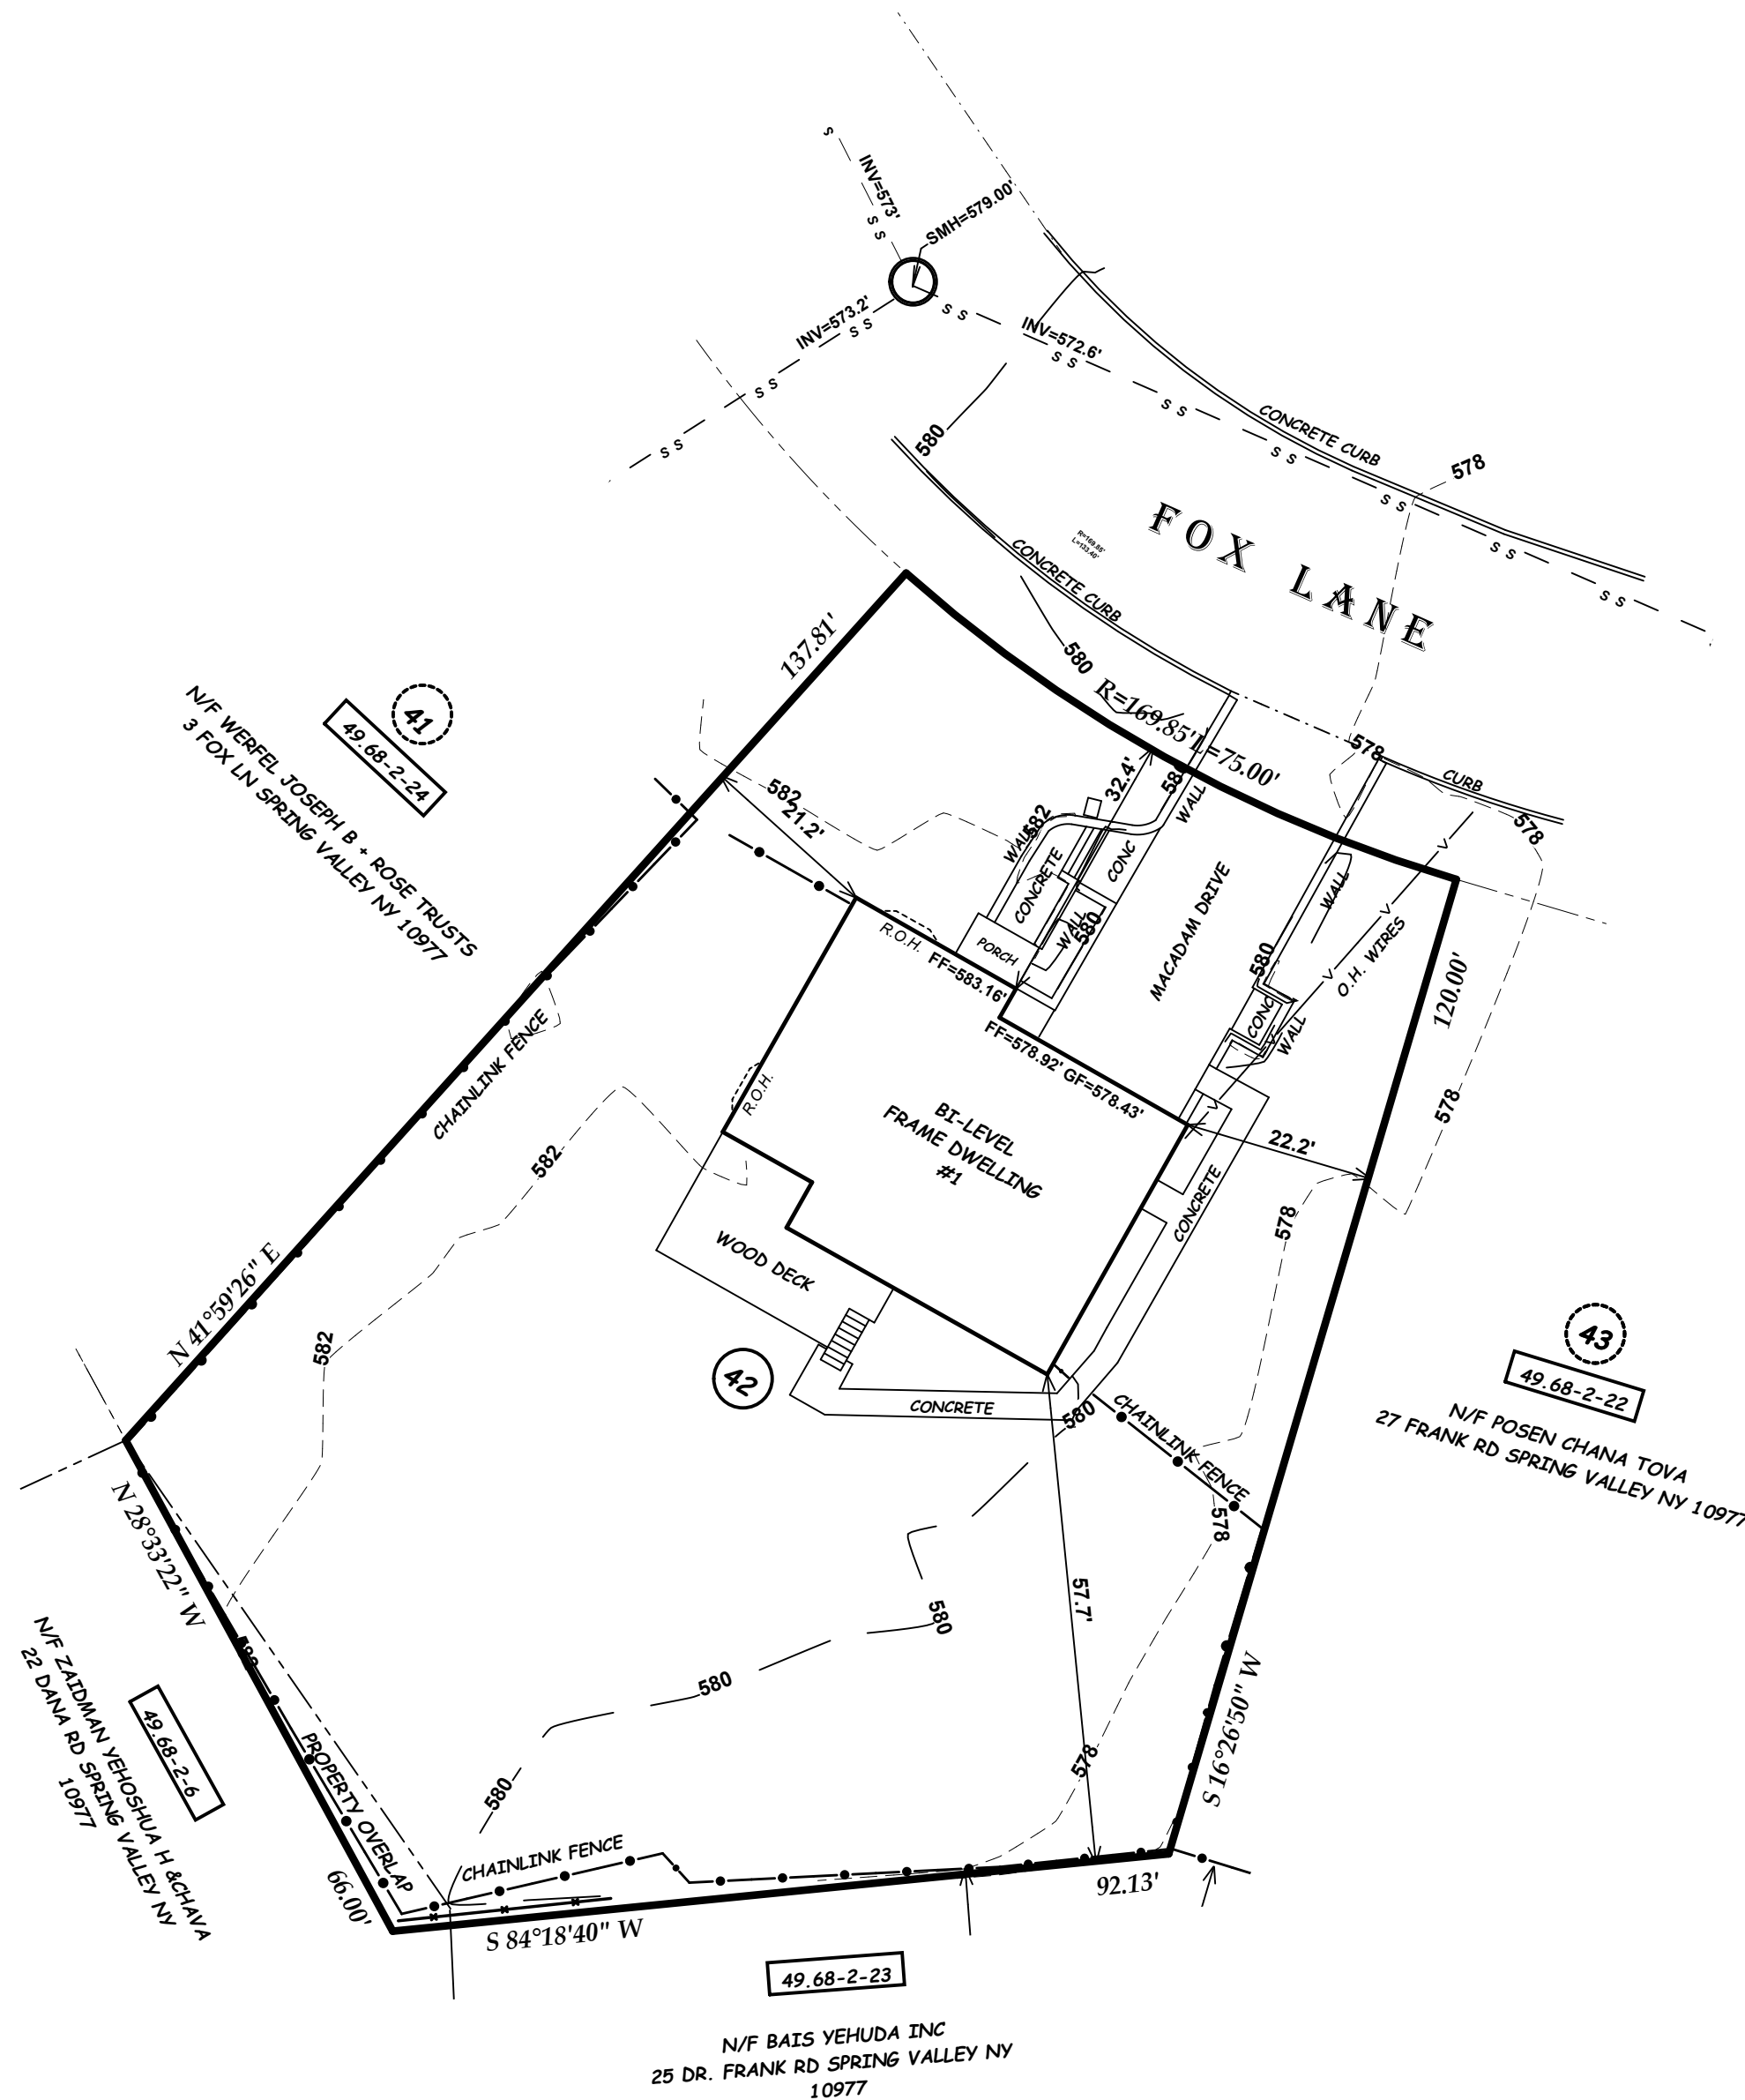 S
INV=573'
S S
SMH=579.00'
INV=573.2'
S S
S S
S S
S S
INV=572.6'
S S
S S
S S
S S
S S
S S
CONCRETE CURB
578
580
FOX LANE
R=169.85'
L=133.40'
CONCRETE CURB
580
R=169.85'
L=75.00'
137.81'
41
49.68-2-24
N/F WERFEL JOSEPH B + ROSE TRUSTS
3 FOX LN SPRING VALLEY NY 10977
578
CURB
578
582
21.2'
582
WALK
32.4'
WALL
CONCRETE
CONC
WALL
580
PORCH
MACADAM DRIVE
WALL
V
V
V
V
O.H. WIRES
580
CONC
WALL
120.00'
R.O.H.
FF=583.16'
FF=578.92' GF=578.43'
R.O.H.
CHAINLINK FENCE
582
BI-LEVEL
FRAME DWELLING
#1
22.2'
578
578
CONCRETE
WOOD DECK
N 41°59'26" E
582
42
CONCRETE
580
CHAINLINK FENCE
43
49.68-2-22
N/F POSEN CHANA TOVA
27 FRANK RD SPRING VALLEY NY 10977
578
N 28°33'22" W
57.7'
580
580
580
578
S 16°26'50" W
N/F ZAIDMAN YEHOSHUA H &CHAVA
22 DANA RD SPRING VALLEY NY
10977
49.68-2-6
PROPERTY OVERLAP
66.00'
CHAINLINK FENCE
S 84°18'40" W
92.13'
49.68-2-23
N/F BAIS YEHUDA INC
25 DR. FRANK RD SPRING VALLEY NY
10977